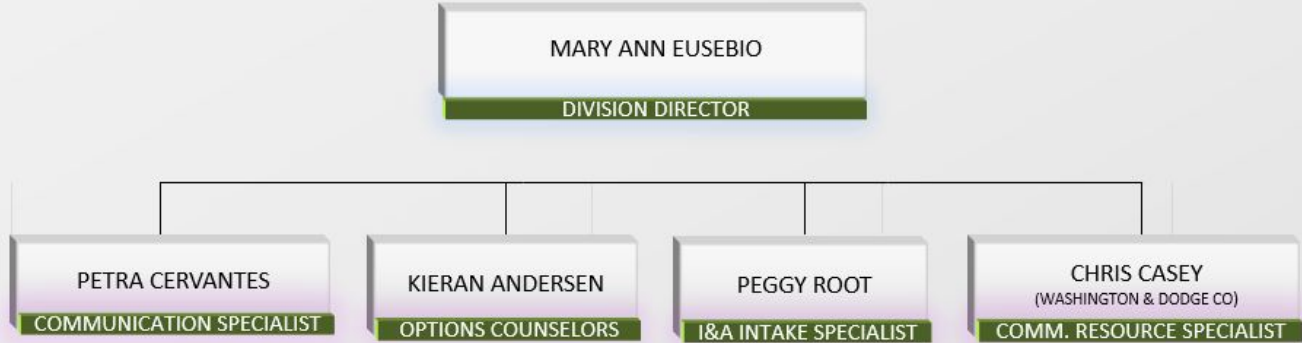 MARY ANN EUSEBIO
DIVISION DIRECTOR
PETRA CERVANTES
COMMUNICATION SPECIALIST
KIERAN ANDERSEN
OPTIONS COUNSELORS
PEGGY ROOT
I&A INTAKE SPECIALIST
CHRIS CASEY
(WASHINGTON & DODGE CO)
COMM. RESOURCE SPECIALIST